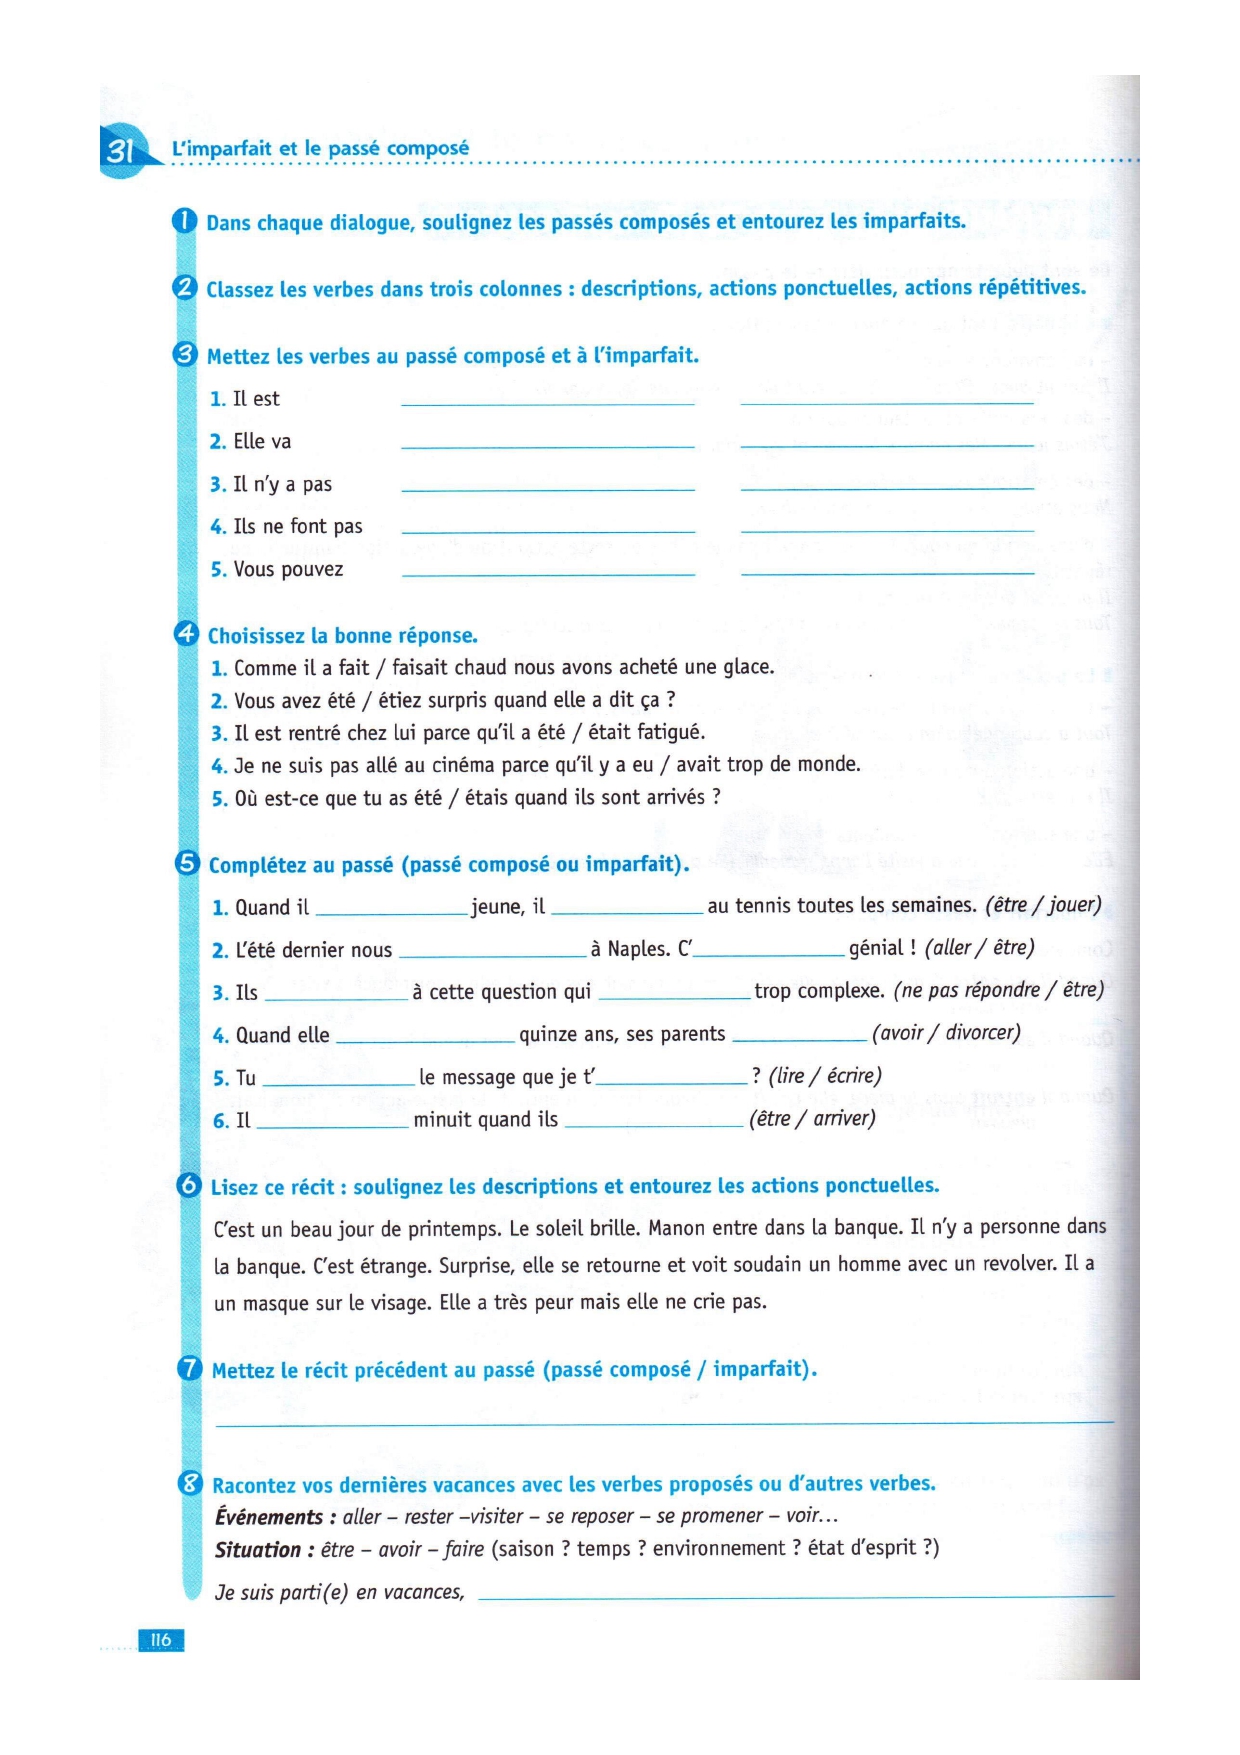 31 L'imparfait et le passé composé
1 Dans chaque dialogue, soulignez les passés composés et entourez les imparfaits.
2 Classez les verbes dans trois colonnes : descriptions, actions ponctuelles, actions répétitives.
3 Mettez les verbes au passé composé et à l'imparfait.
1. Il est
2. Elle va
3. Il n'y a pas
4. Ils ne font pas
5. Vous pouvez
4 Choisissez la bonne réponse.
1. Comme il a fait / faisait chaud nous avons acheté une glace.
2. Vous avez été / étiez surpris quand elle a dit ça ?
3. Il est rentré chez lui parce qu'il a été / était fatigué.
4. Je ne suis pas allé au cinéma parce qu'il y a eu / avait trop de monde.
5. Où est-ce que tu as été / étais quand ils sont arrivés ?
5 Complétez au passé (passé composé ou imparfait).
1. Quand il ______ jeune, il ______ au tennis toutes les semaines. (être / jouer)
2. L'été dernier nous ______ à Naples. C'______ génial ! (aller / être)
3. Ils ______ à cette question qui ______ trop complexe. (ne pas répondre / être)
4. Quand elle ______ quinze ans, ses parents ______ (avoir / divorcer)
5. Tu ______ le message que je t'______ ? (lire / écrire)
6. Il ______ minuit quand ils ______ (être / arriver)
6 Lisez ce récit : soulignez les descriptions et entourez les actions ponctuelles.
C'est un beau jour de printemps. Le soleil brille. Manon entre dans la banque. Il n'y a personne dans
la banque. C'est étrange. Surprise, elle se retourne et voit soudain un homme avec un revolver. Il a
un masque sur le visage. Elle a très peur mais elle ne crie pas.
7 Mettez le récit précédent au passé (passé composé / imparfait).
8 Racontez vos dernières vacances avec les verbes proposés ou d'autres verbes.
Événements : aller – rester –visiter – se reposer – se promener – voir...
Situation : être – avoir – faire (saison ? temps ? environnement ? état d'esprit ?)
Je suis parti(e) en vacances, ______
116